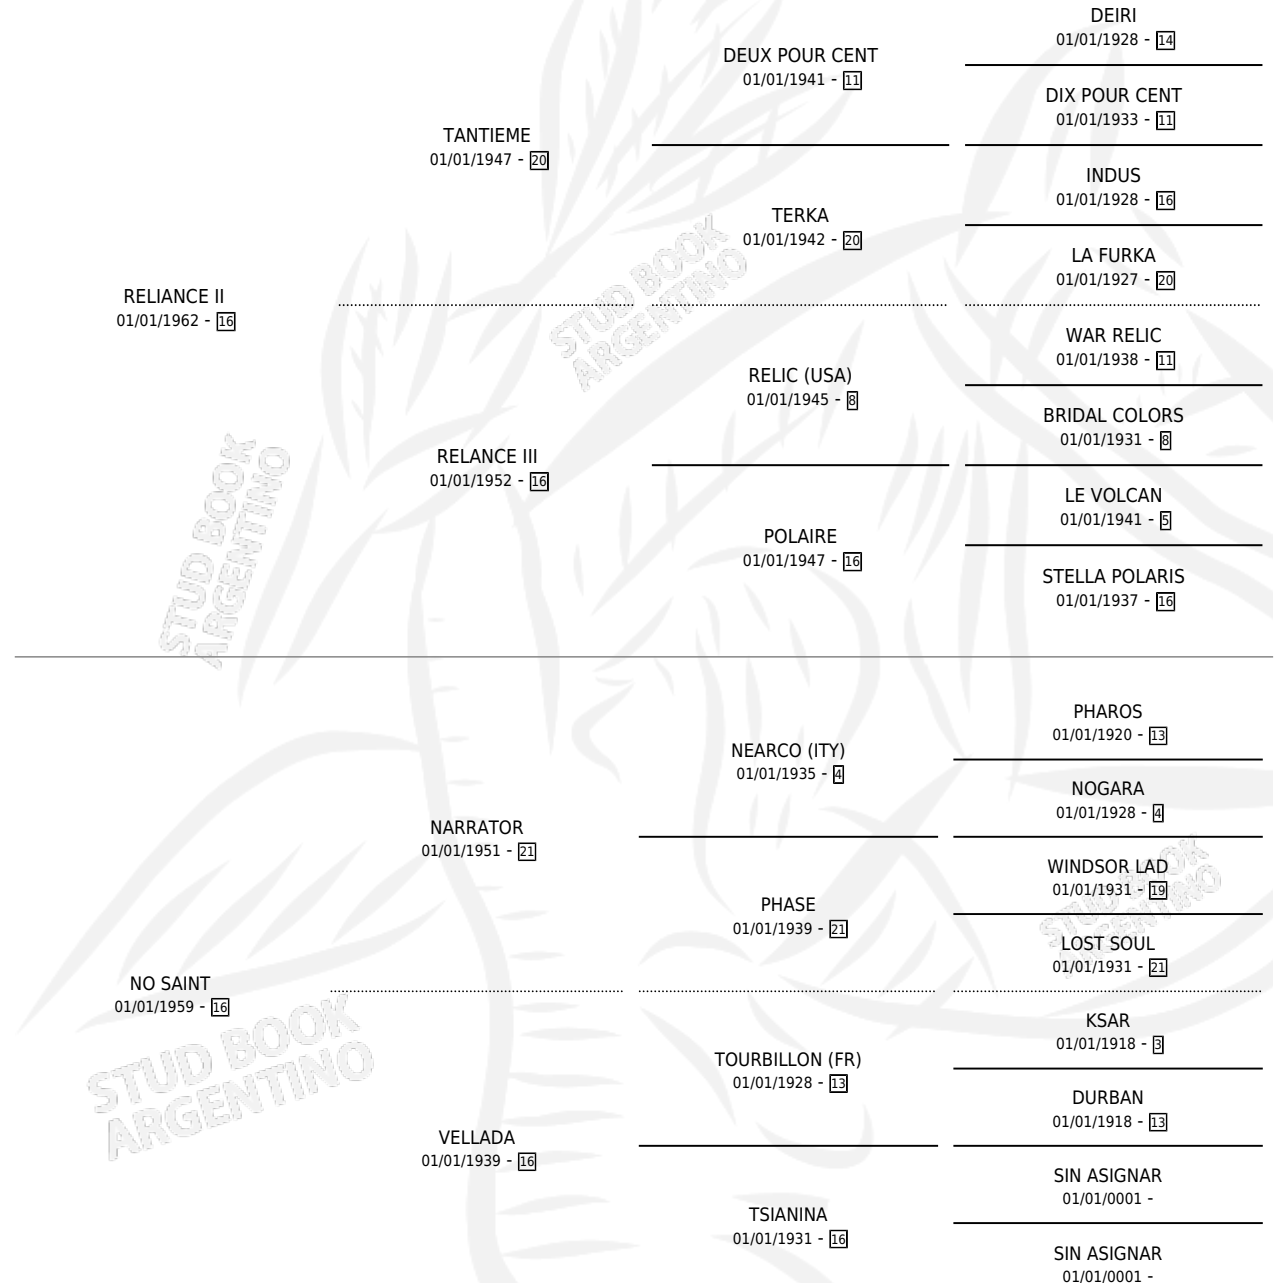 DEIRI
01/01/1928 - 14
DEUX POUR CENT
01/01/1941 - 11
DIX POUR CENT
01/01/1933 - 11
TANTIEME
01/01/1947 - 20
INDUS
01/01/1928 - 16
TERKA
01/01/1942 - 20
LA FURKA
01/01/1927 - 20
RELIANCE II
01/01/1962 - 16
WAR RELIC
01/01/1938 - 11
RELIC (USA)
01/01/1945 - 8
BRIDAL COLORS
01/01/1931 - 8
RELANCE III
01/01/1952 - 16
LE VOLCAN
01/01/1941 - 5
POLAIRE
01/01/1947 - 16
STELLA POLARIS
01/01/1937 - 16
STUD BOOK
ARGENTINO
STUD BOOK
ARGENTINO
PHAROS
01/01/1920 - 13
NEARCO (ITY)
01/01/1935 - 4
NOGARA
01/01/1928 - 4
NARRATOR
01/01/1951 - 21
WINDSOR LAD
01/01/1931 - 19
PHASE
01/01/1939 - 21
LOST SOUL
01/01/1931 - 21
STUD BOOK
ARGENTINO
NO SAINT
01/01/1959 - 16
KSAR
01/01/1918 - 3
TOURBILLON (FR)
01/01/1928 - 13
DURBAN
01/01/1918 - 13
VELLADA
01/01/1939 - 16
SIN ASIGNAR
01/01/0001 -
TSIANINA
01/01/1931 - 16
SIN ASIGNAR
01/01/0001 -
STUD BOOK
ARGENTINO